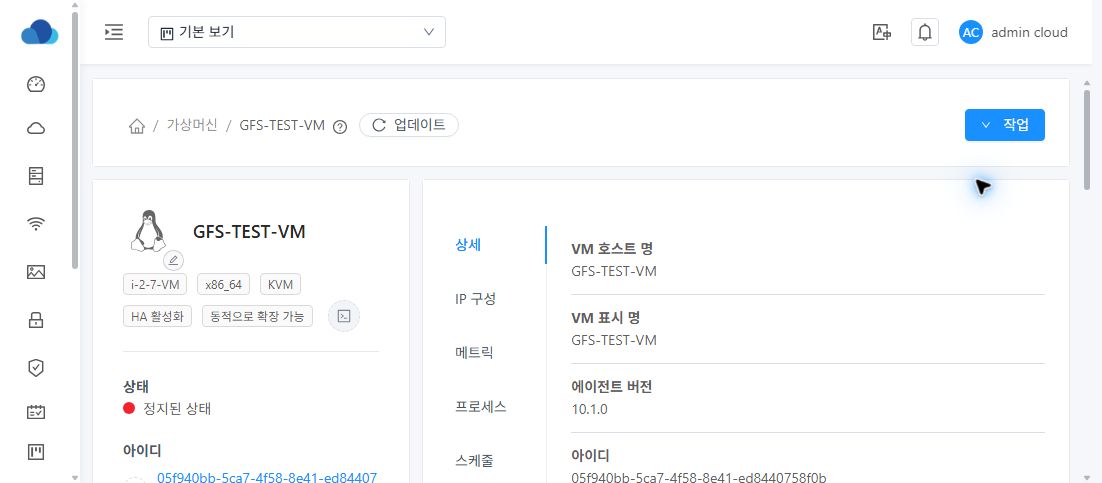 기본 보기
AC admin cloud
/ 가상머신 / GFS-TEST-VM 업데이트
작업
GFS-TEST-VM
i-2-7-VM x86_64 KVM
HA 활성화 동적으로 확장 가능
상태
정지된 상태
아이디
05f940bb-5ca7-4f58-8e41-ed84407
상세
IP 구성
메트릭
프로세스
스케줄
VM 호스트 명
GFS-TEST-VM
VM 표시 명
GFS-TEST-VM
에이전트 버전
10.1.0
아이디
05f940bb-5ca7-4f58-8e41-ed8440758f0b